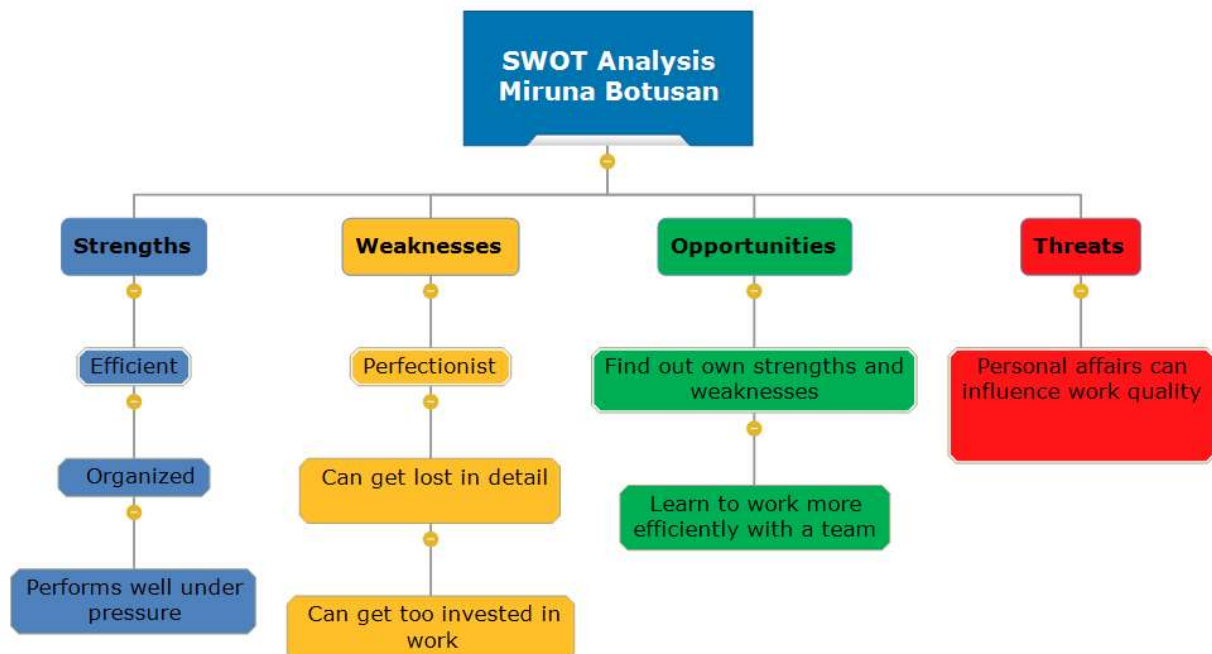 SWOT Analysis
Miruna Botusan
Strengths
Weaknesses
Opportunities
Threats
Efficient
Organized
Performs well under
pressure
Perfectionist
Can get lost in detail
Can get too invested in
work
Find out own strengths and
weaknesses
Learn to work more
efficiently with a team
Personal affairs can
influence work quality